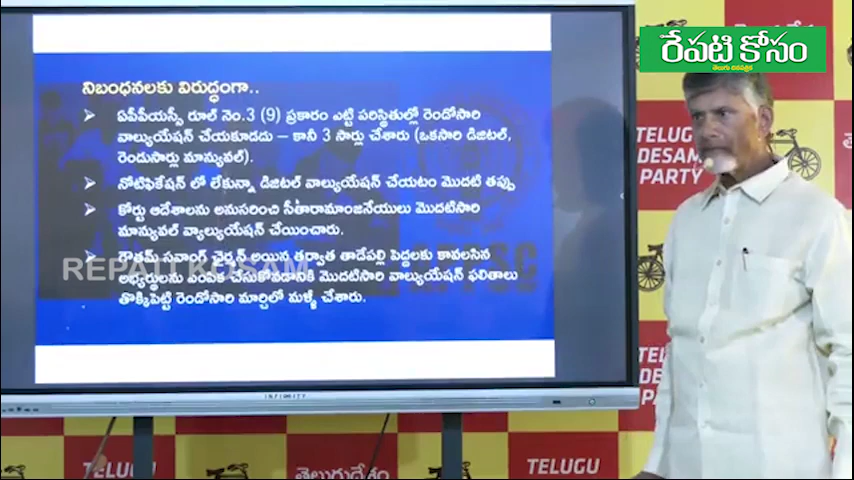 రేపటి కోసం
తెలుగు దినపత్రిక
నిబంధనలకు విరుద్ధంగా..
➤ ఏపీపీయస్సీ రూల్ నెం.3 (9) ప్రకారం ఎట్టి పరిస్థితుల్లో రెండోసారి
వాల్యుయేషన్ చేయకూడదు – కానీ 3 సార్లు చేశారు (ఒకసారి డిజిటల్,
రెండుసార్లు మాన్యువల్).
➤ నోటిఫికేషన్ లో లేకున్నా డిజిటల్ వాల్యుయేషన్ చేయటం మొదటి తప్పు
➤ కోర్టు ఆదేశాలను అనుసరించి సీతారామాంజనేయులు మొదటిసారి
మాన్యువల్ వ్యాల్యుయేషన్ చేయించారు.
➤ గౌతమ్ సవాంగ్ ఛైర్మన్ అయిన తర్వాత తాడేపల్లి పెద్దలకు కావలసిన
అభ్యర్థులను ఎంపిక చేసుకోవడానికి మొదటిసారి వాల్యుయేషన్ ఫలితాలు
తొక్కిపెట్టి రెండోసారి మార్చిలో మళ్ళీ చేశారు.
REPATI KOSAM
TELUGU
DESAM
PARTY
TELUGU
తెలుగుదేశం
TELUGU